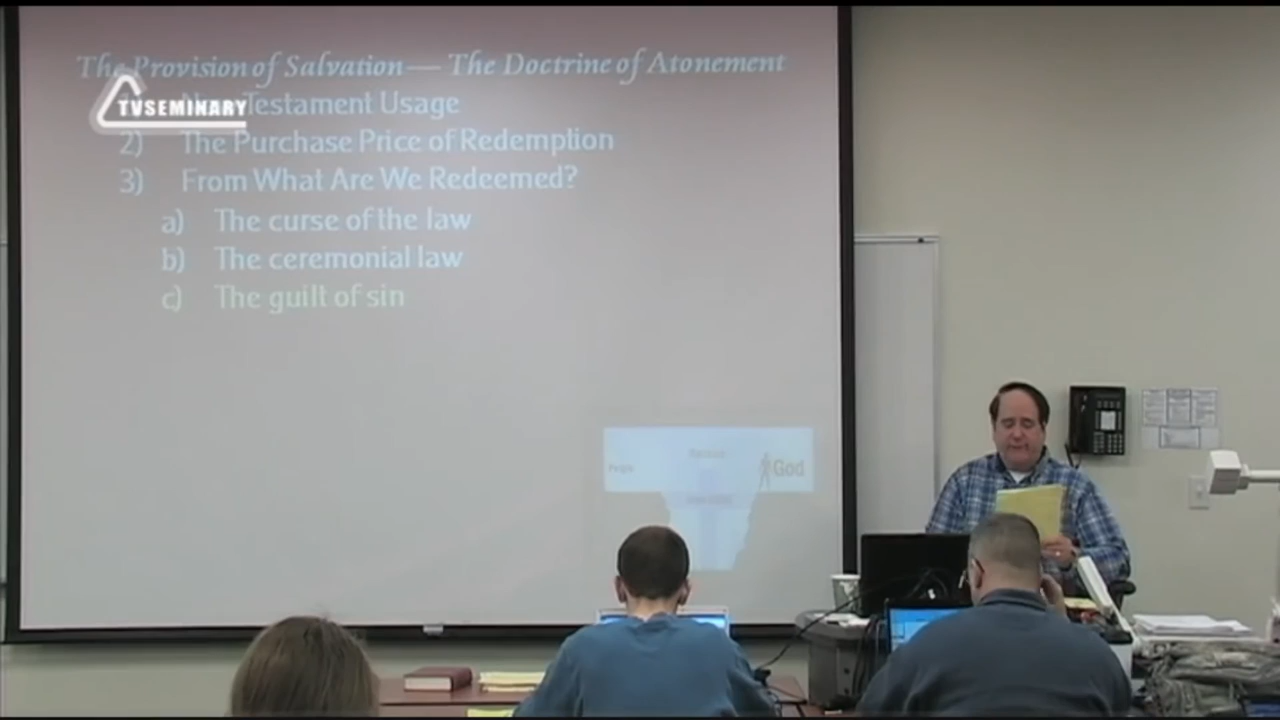 The Provision of Salvation — The Doctrine of Atonement
TVSEMINARY
Testament Usage
2) The Purchase Price of Redemption
3) From What Are We Redeemed?
a) The curse of the law
b) The ceremonial law
c) The guilt of sin
People
God